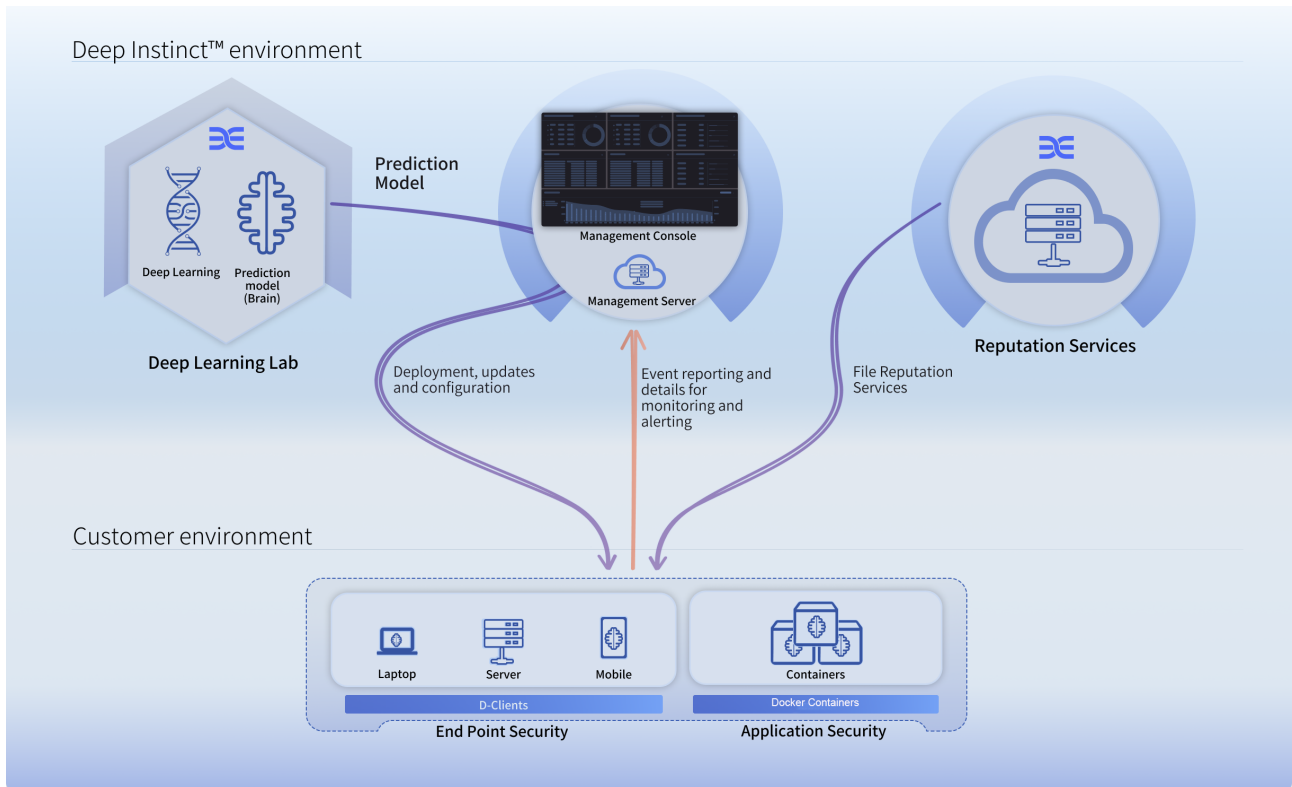 Deep Instinct™ environment
Deep Learning
Prediction
model
(Brain)
Deep Learning Lab
Prediction
Model
Management Console
Management Server
Reputation Services
Deployment, updates
and configuration
Event reporting and
details for
monitoring and
alerting
File Reputation
Services
Customer environment
Laptop
Server
Mobile
Containers
D-Clients
Docker Containers
End Point Security
Application Security